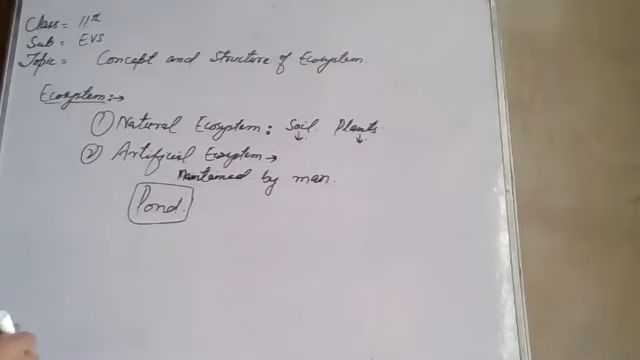 Class = 11th
Sub = EVS
Topic = Concept and Structure of Ecosystem.
Ecosystem:→
① Natural Ecosystem: Soil Plants
② Artificial Ecosystem →
Maintained by man.
Pond.